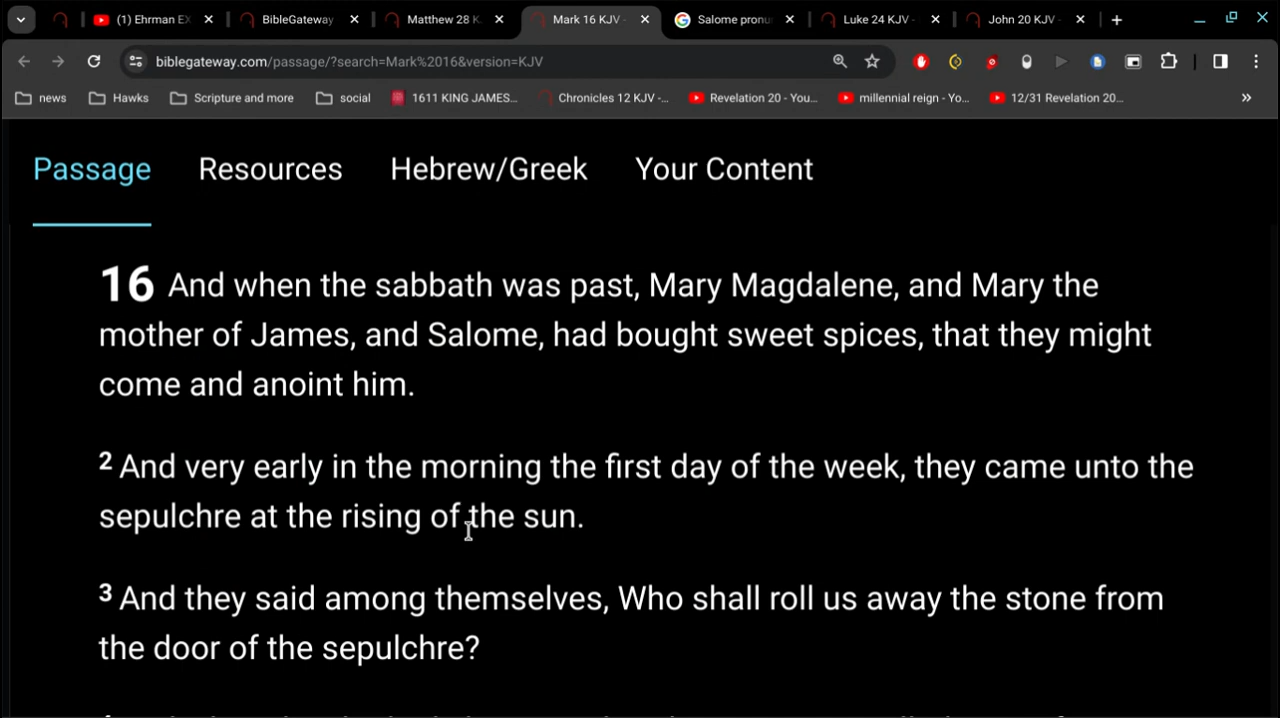 (1) Ehrman EX
BibleGateway
Matthew 28 K
Mark 16 KJV -
Salome pronu
Luke 24 KJV -
John 20 KJV -
biblegateway.com/passage/?search=Mark%2016&version=KJV
news
Hawks
Scripture and more
social
1611 KING JAMES...
Chronicles 12 KJV -...
Revelation 20 - You...
millennial reign - Yo...
12/31 Revelation 20...
»
Passage Resources Hebrew/Greek Your Content
16 And when the sabbath was past, Mary Magdalene, and Mary the
mother of James, and Salome, had bought sweet spices, that they might
come and anoint him.
2 And very early in the morning the first day of the week, they came unto the
sepulchre at the rising of the sun.
3 And they said among themselves, Who shall roll us away the stone from
the door of the sepulchre?